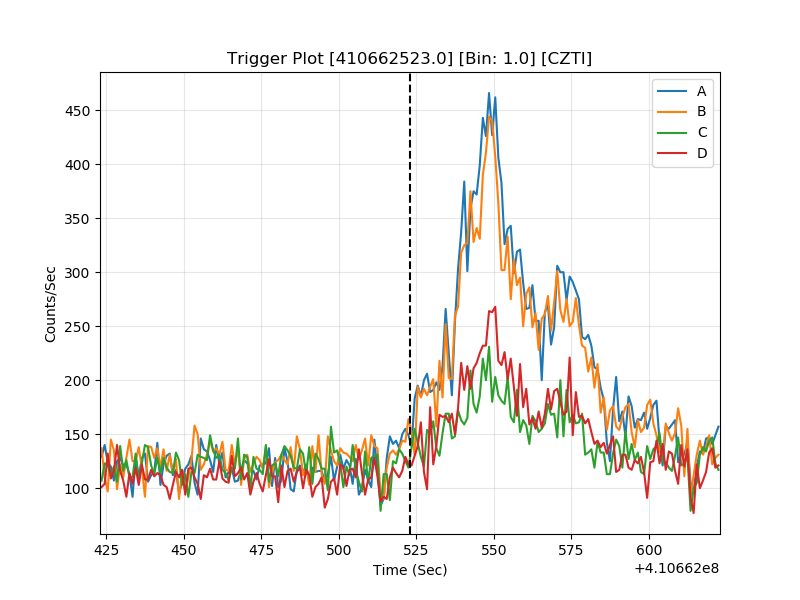 Trigger Plot [410662523.0] [Bin: 1.0] [CZTI]
A
B
C
D
Counts/Sec
450
400
350
300
250
200
150
100
425 450 475 500 525 550 575 600
+4.10662e8
Time (Sec)